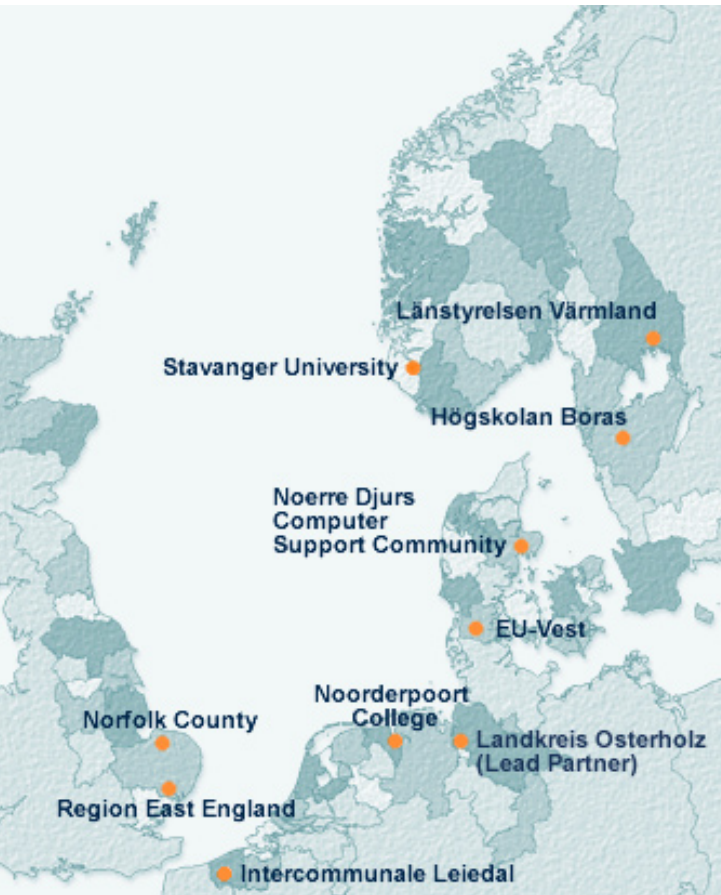 Länstyrelsen Värmland
Stavanger University
Högskolan Boras
Noerre Djurs
Computer
Support Community
EU-Vest
Noorderpoort
College
Norfolk County
Landkreis Osterholz
(Lead Partner)
Region East England
Intercommunale Leiedal